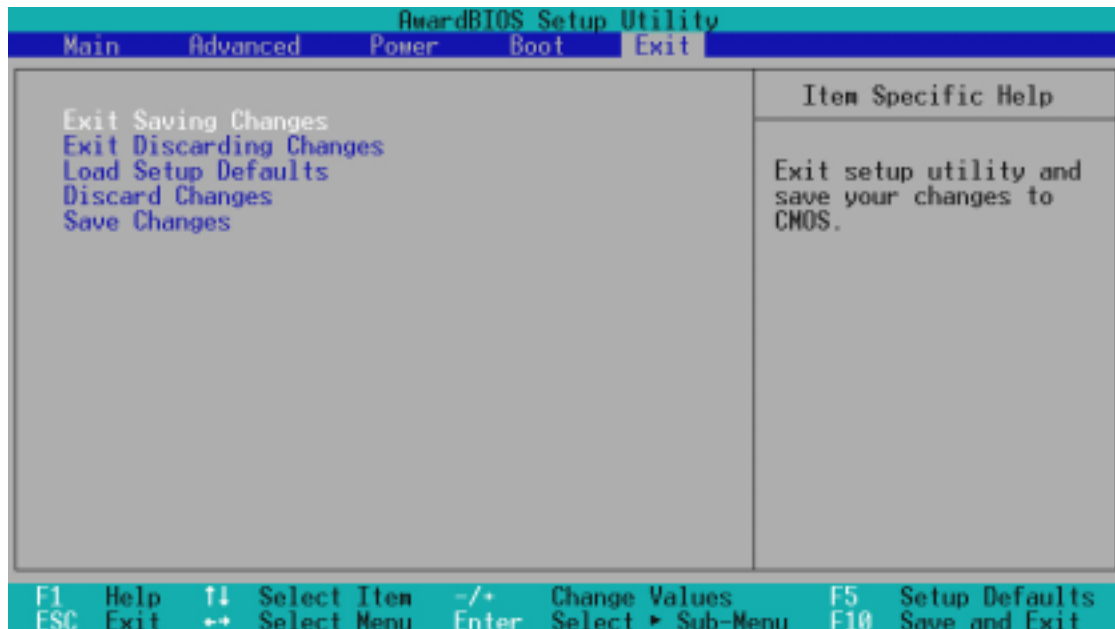 AwardBIOS Setup Utility
Main Advanced Power Boot Exit
Exit Saving Changes
Exit Discarding Changes
Load Setup Defaults
Discard Changes
Save Changes
Item Specific Help
Exit setup utility and
save your changes to
CMOS.
F1 Help ↑↓ Select Item -/+ Change Values F5 Setup Defaults
ESC Exit ←→ Select Menu Enter Select ► Sub-Menu F10 Save and Exit